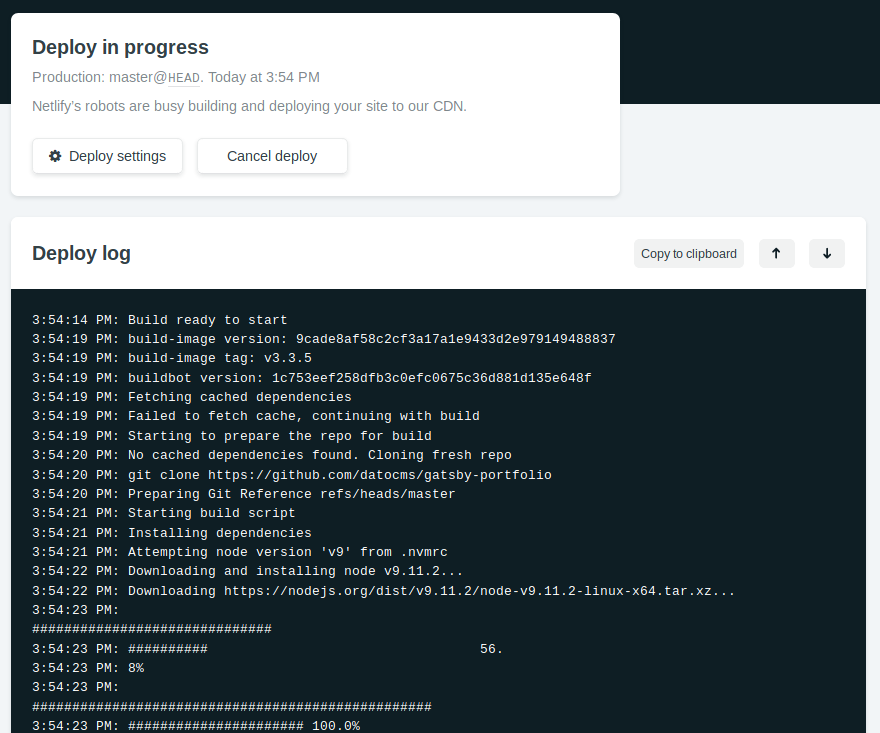 Deploy in progress
Production: master@HEAD. Today at 3:54 PM
Netlify's robots are busy building and deploying your site to our CDN.
Deploy settings Cancel deploy
Deploy log Copy to clipboard ↑ ↓
3:54:14 PM: Build ready to start
3:54:19 PM: build-image version: 9cade8af58c2cf3a17a1e9433d2e979149488837
3:54:19 PM: build-image tag: v3.3.5
3:54:19 PM: buildbot version: 1c753eef258dfb3c0efc0675c36d881d135e648f
3:54:19 PM: Fetching cached dependencies
3:54:19 PM: Failed to fetch cache, continuing with build
3:54:19 PM: Starting to prepare the repo for build
3:54:20 PM: No cached dependencies found. Cloning fresh repo
3:54:20 PM: git clone https://github.com/datocms/gatsby-portfolio
3:54:20 PM: Preparing Git Reference refs/heads/master
3:54:21 PM: Starting build script
3:54:21 PM: Installing dependencies
3:54:21 PM: Attempting node version 'v9' from .nvmrc
3:54:22 PM: Downloading and installing node v9.11.2...
3:54:22 PM: Downloading https://nodejs.org/dist/v9.11.2/node-v9.11.2-linux-x64.tar.xz...
3:54:23 PM:
##############################
3:54:23 PM: ########## 56.
3:54:23 PM: 8%
3:54:23 PM:
##################################################
3:54:23 PM: ###################### 100.0%